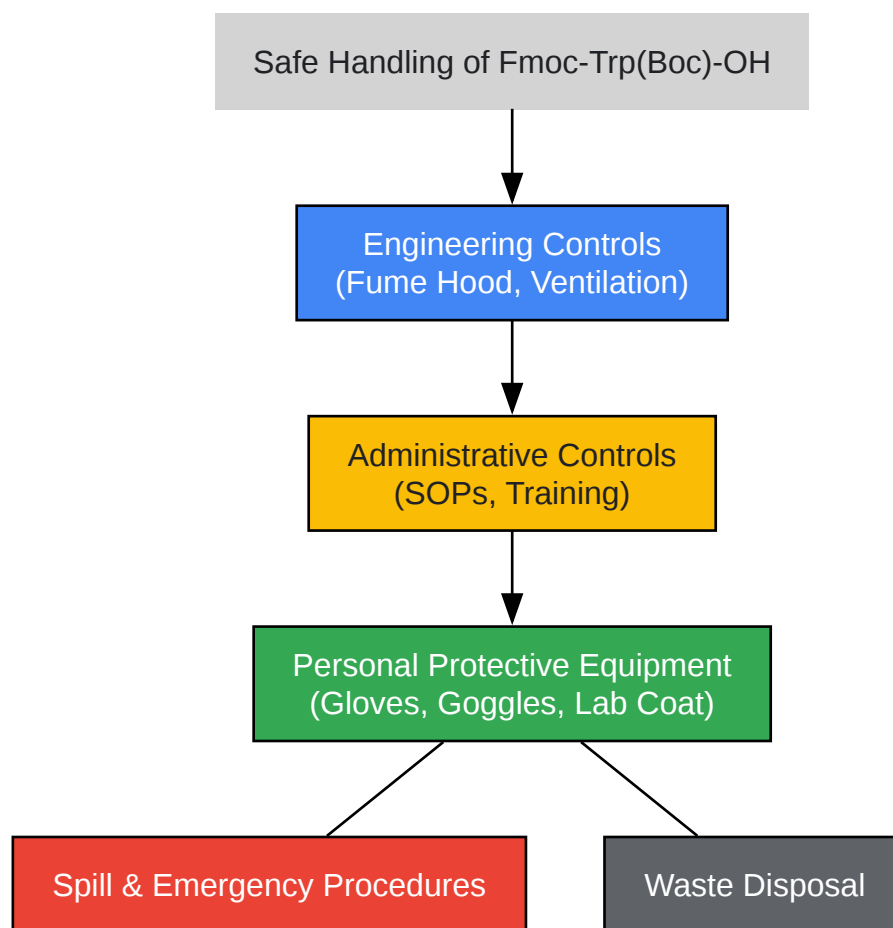 Safe Handling of Fmoc-Trp(Boc)-OH
Engineering Controls
(Fume Hood, Ventilation)
Administrative Controls
(SOPs, Training)
Personal Protective Equipment
(Gloves, Goggles, Lab Coat)
Spill & Emergency Procedures
Waste Disposal